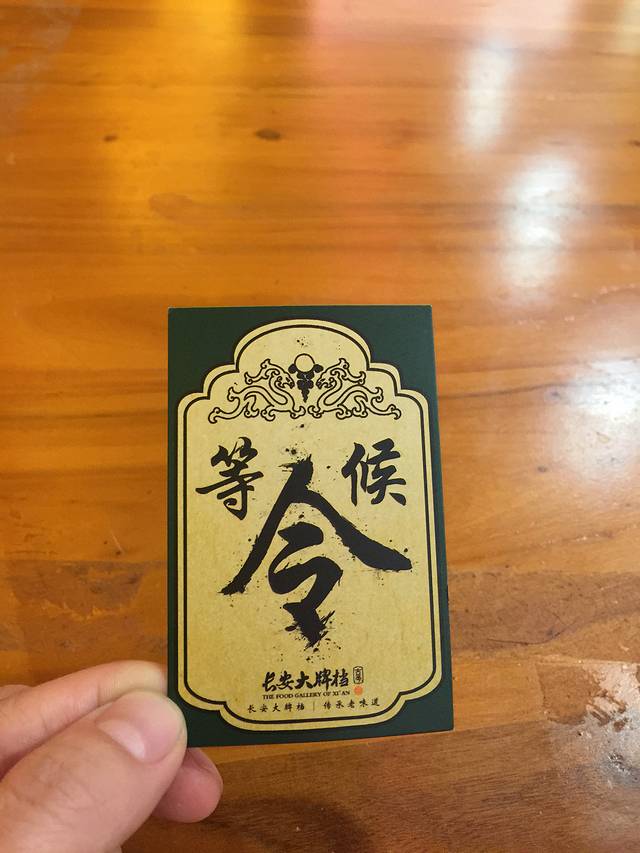 等候
令
长安大牌档
THE FOOD GALLERY OF XI'AN
长安大牌档 | 传承老味道